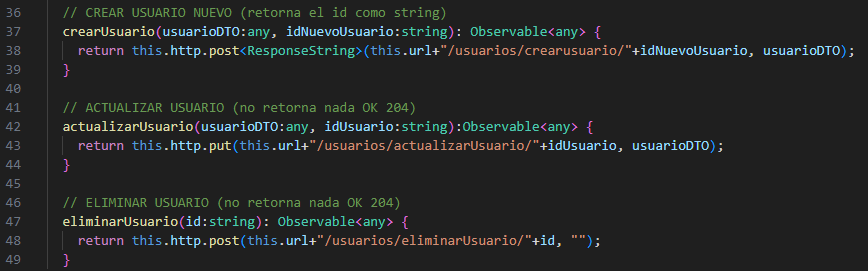 36 // CREAR USUARIO NUEVO (retorna el id como string)
37 crearUsuario(usuarioDTO:any, idNuevoUsuario:string): Observable<any> {
38 return this.http.post<ResponseString>(this.url+"/usuarios/crearusuario/"+idNuevoUsuario, usuarioDTO);
39 }
40
41 // ACTUALIZAR USUARIO (no retorna nada OK 204)
42 actualizarUsuario(usuarioDTO:any, idUsuario:string):Observable<any> {
43 return this.http.put(this.url+"/usuarios/actualizarUsuario/"+idUsuario, usuarioDTO);
44 }
45
46 // ELIMINAR USUARIO (no retorna nada OK 204)
47 eliminarUsuario(id:string): Observable<any> {
48 return this.http.post(this.url+"/usuarios/eliminarUsuario/"+id, "");
49 }